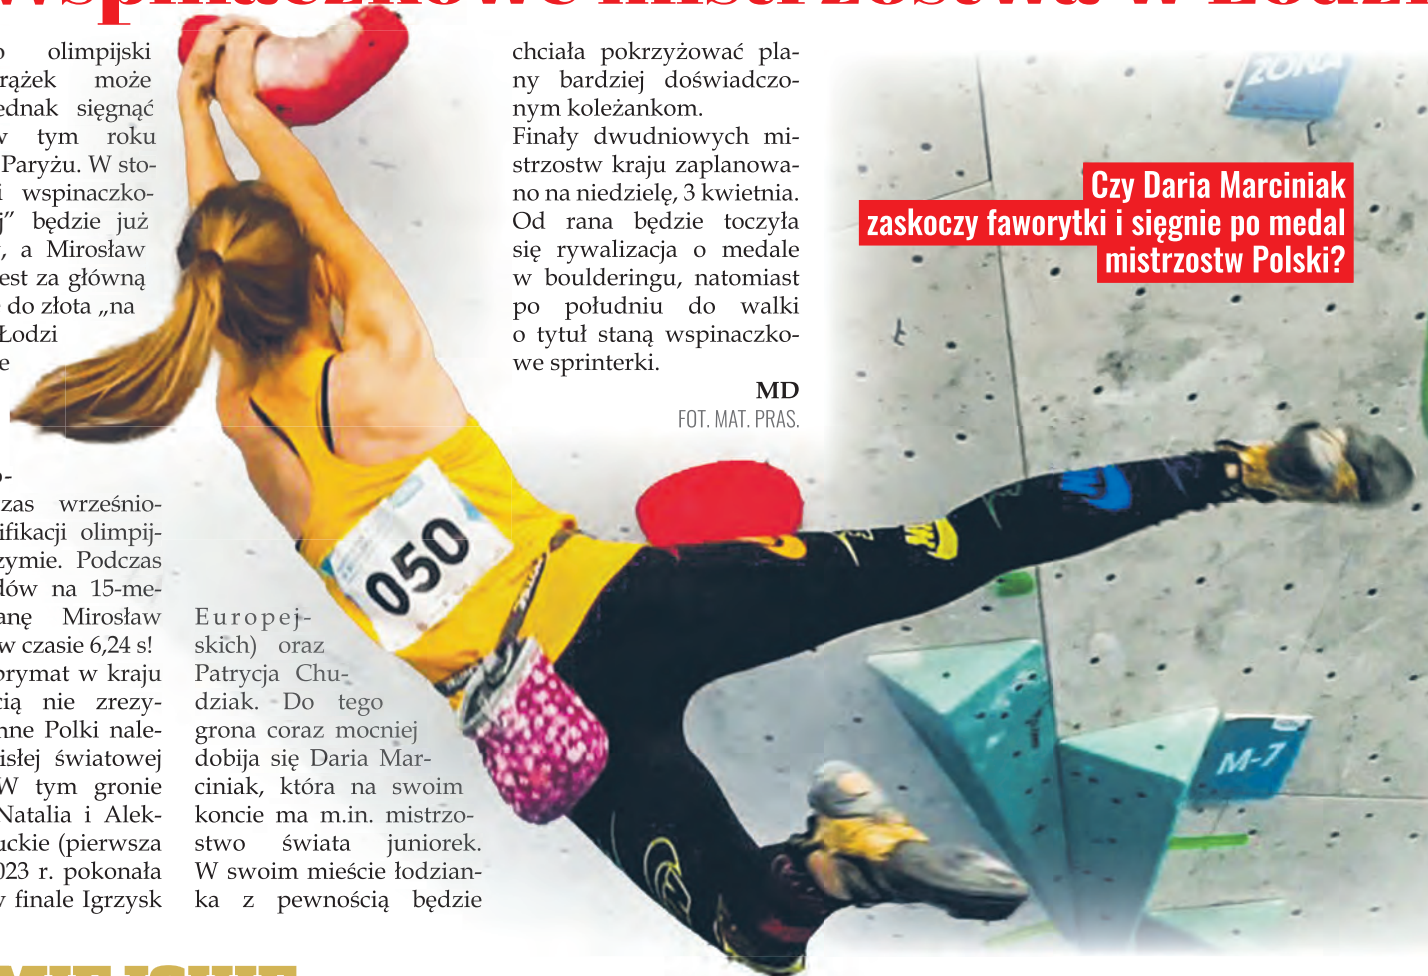 wspinaczkowe mistrzostwa w Łodzi
olimpijski
może
sięgnąć
tym roku
Paryżu. W sto-
i wspinaczko-
j” będzie już
, a Mirosław
est za główną
do złota „na
Łodzi
e
zas wrześnio-
ifikacji olimpij-
zymie. Podczas
dów na 15-me-
anę Mirosław
w czasie 6,24 s!
prymat w kraju
cią nie zrezy-
nne Polki nale-
isłej światowej
W tym gronie
Natalia i Alek-
uckie (pierwsza
023 r. pokonała
w finale Igrzysk
Europej-
skich) oraz
Patrycja Chu-
dziak. Do tego
grona coraz mocniej
dobija się Daria Mar-
ciniak, która na swoim
koncie ma m.in. mistrzo-
stwo świata juniorek.
W swoim mieście łodzian-
ka z pewnością będzie
chciała pokrzyżować pla-
ny bardziej doświadczo-
nym koleżankom.
Finały dwudniowych mi-
strzostw kraju zaplanowa-
no na niedzielę, 3 kwietnia.
Od rana będzie toczyła
się rywalizacja o medale
w boulderingu, natomiast
po południu do walki
o tytuł staną wspinaczko-
we sprinterki.
MD
FOT. MAT. PRAS.
Czy Daria Marciniak
zaskoczy faworytki i sięgnie po medal
mistrzostw Polski?
050
M-7
MIEJSKIE